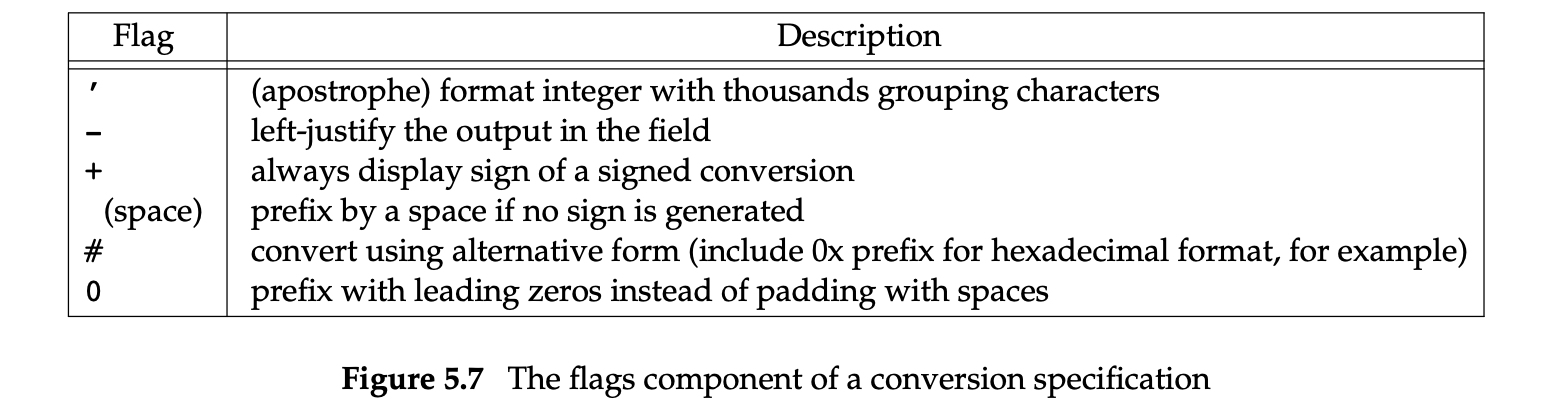 Flag Description
' (apostrophe) format integer with thousands grouping characters
– left-justify the output in the field
+ always display sign of a signed conversion
(space) prefix by a space if no sign is generated
# convert using alternative form (include 0x prefix for hexadecimal format, for example)
0 prefix with leading zeros instead of padding with spaces
Figure 5.7 The flags component of a conversion specification